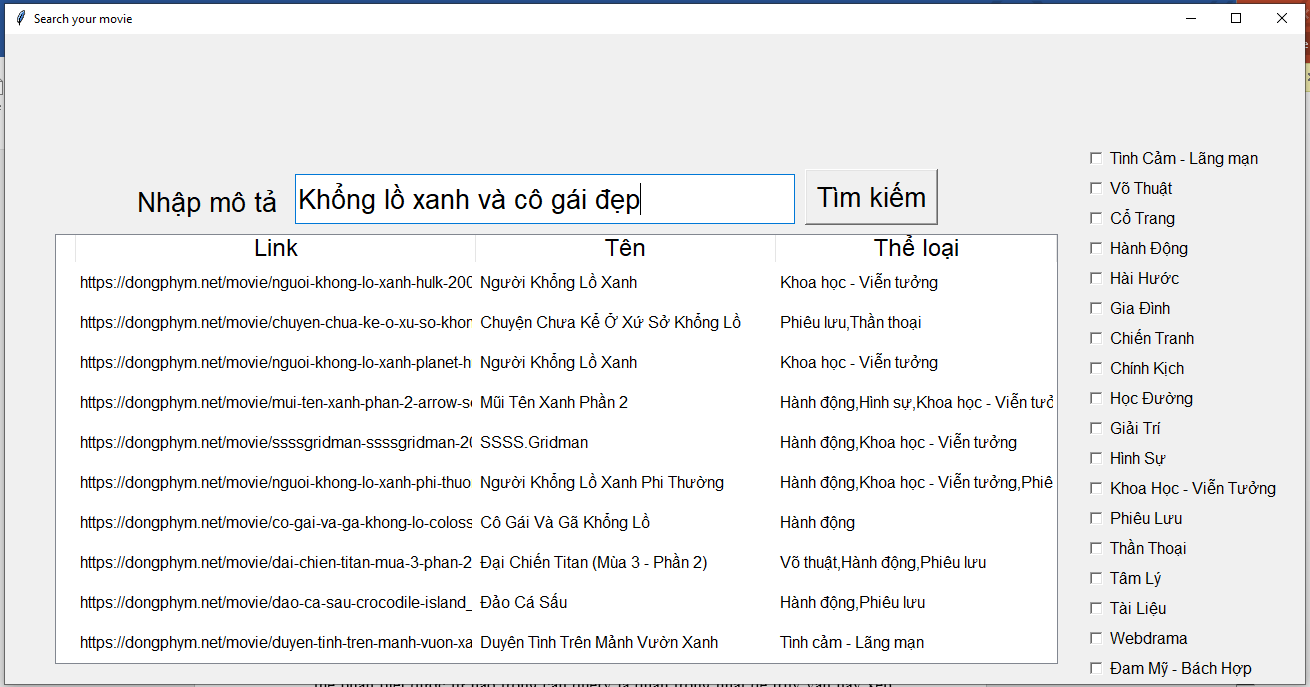 Search your movie
Nhập mô tả Khổng lồ xanh và cô gái đẹp Tìm kiếm
Link Tên Thể loại
https://dongphym.net/movie/nguoi-khong-lo-xanh-hulk-200 Người Khổng Lồ Xanh Khoa học - Viễn tưởng
https://dongphym.net/movie/chuyen-chua-ke-o-xu-so-khon Chuyện Chưa Kể Ở Xứ Sở Khổng Lồ Phiêu lưu,Thần thoại
https://dongphym.net/movie/nguoi-khong-lo-xanh-planet-h Người Khổng Lồ Xanh Khoa học - Viễn tưởng
https://dongphym.net/movie/mui-ten-xanh-phan-2-arrow-se Mũi Tên Xanh Phần 2 Hành động,Hình sự,Khoa học - Viễn tưở
https://dongphym.net/movie/ssssgridman-ssssgridman-20 SSSS.Gridman Hành động,Khoa học - Viễn tưởng
https://dongphym.net/movie/nguoi-khong-lo-xanh-phi-thuo Người Khổng Lồ Xanh Phi Thường Hành động,Khoa học - Viễn tưởng,Phiê
https://dongphym.net/movie/co-gai-va-ga-khong-lo-coloss Cô Gái Và Gã Khổng Lồ Hành động
https://dongphym.net/movie/dai-chien-titan-mua-3-phan-2 Đại Chiến Titan (Mùa 3 - Phần 2) Võ thuật,Hành động,Phiêu lưu
https://dongphym.net/movie/dao-ca-sau-crocodile-island_ Đảo Cá Sấu Hành động,Phiêu lưu
https://dongphym.net/movie/duyen-tinh-tren-manh-vuon-xa Duyên Tình Trên Mảnh Vườn Xanh Tình cảm - Lãng mạn
Tình Cảm - Lãng mạn
Võ Thuật
Cổ Trang
Hành Động
Hài Hước
Gia Đình
Chiến Tranh
Chính Kịch
Học Đường
Giải Trí
Hình Sự
Khoa Học - Viễn Tưởng
Phiêu Lưu
Thần Thoại
Tâm Lý
Tài Liệu
Webdrama
Đam Mỹ - Bách Hợp